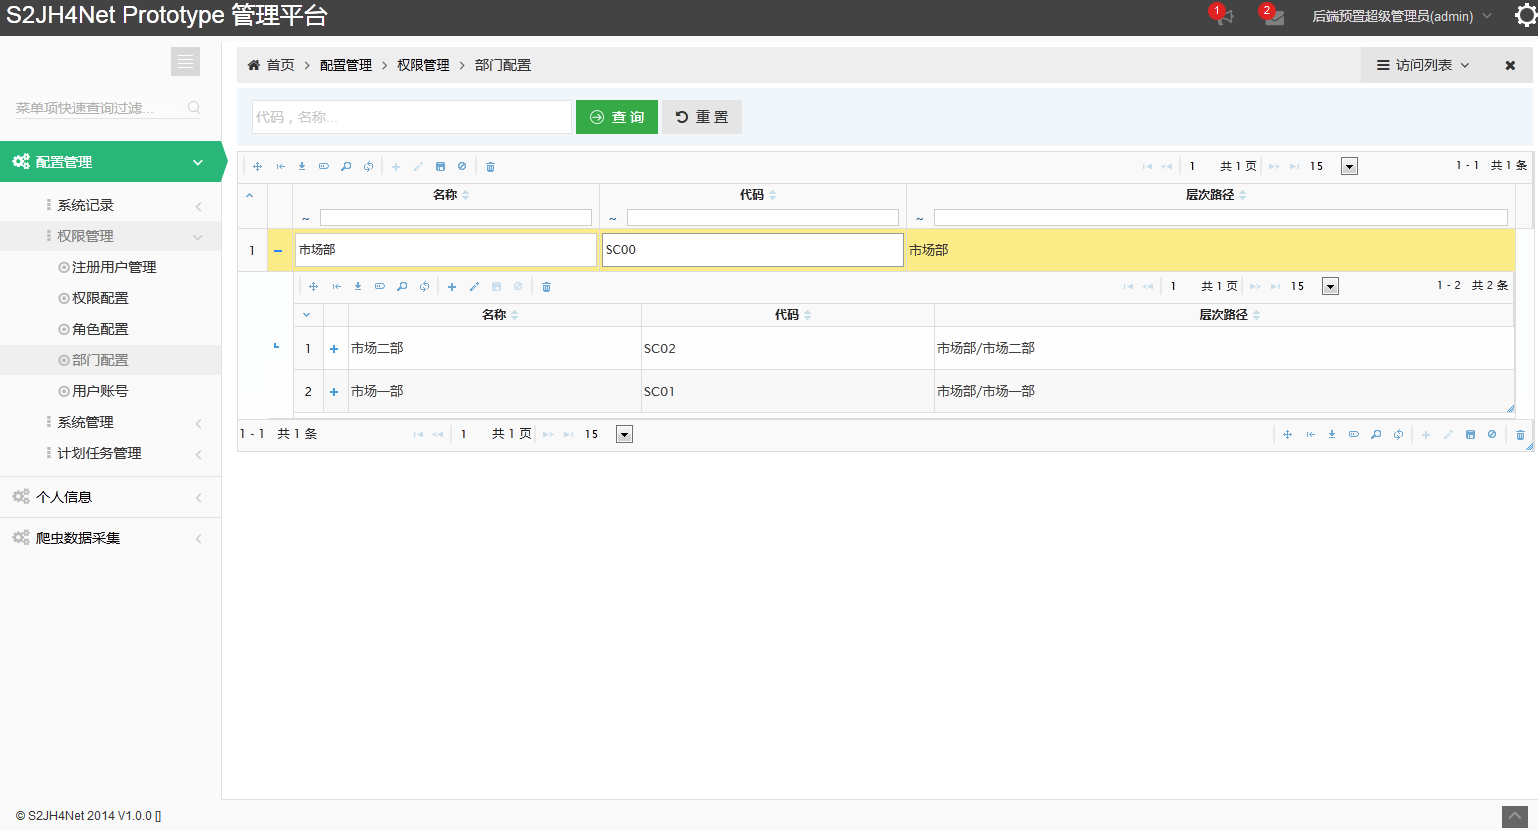 S2JH4Net Prototype 管理平台
1
2
后端预置超级管理员(admin)
菜单项快速查询过滤...
配置管理
系统记录
权限管理
注册用户管理
权限配置
角色配置
部门配置
用户账号
系统管理
计划任务管理
个人信息
爬虫数据采集
首页 > 配置管理 > 权限管理 > 部门配置
访问列表
代码，名称...
查 询
重 置
1 共 1 页 15
1 - 1 共 1 条
名称 代码 层次路径
~ ~ ~
1 市场部 SC00 市场部
1 共 1 页 15
1 - 2 共 2 条
名称 代码 层次路径
1 市场二部 SC02 市场部/市场二部
2 市场一部 SC01 市场部/市场一部
1 - 1 共 1 条
1 共 1 页 15
© S2JH4Net 2014 V1.0.0 []